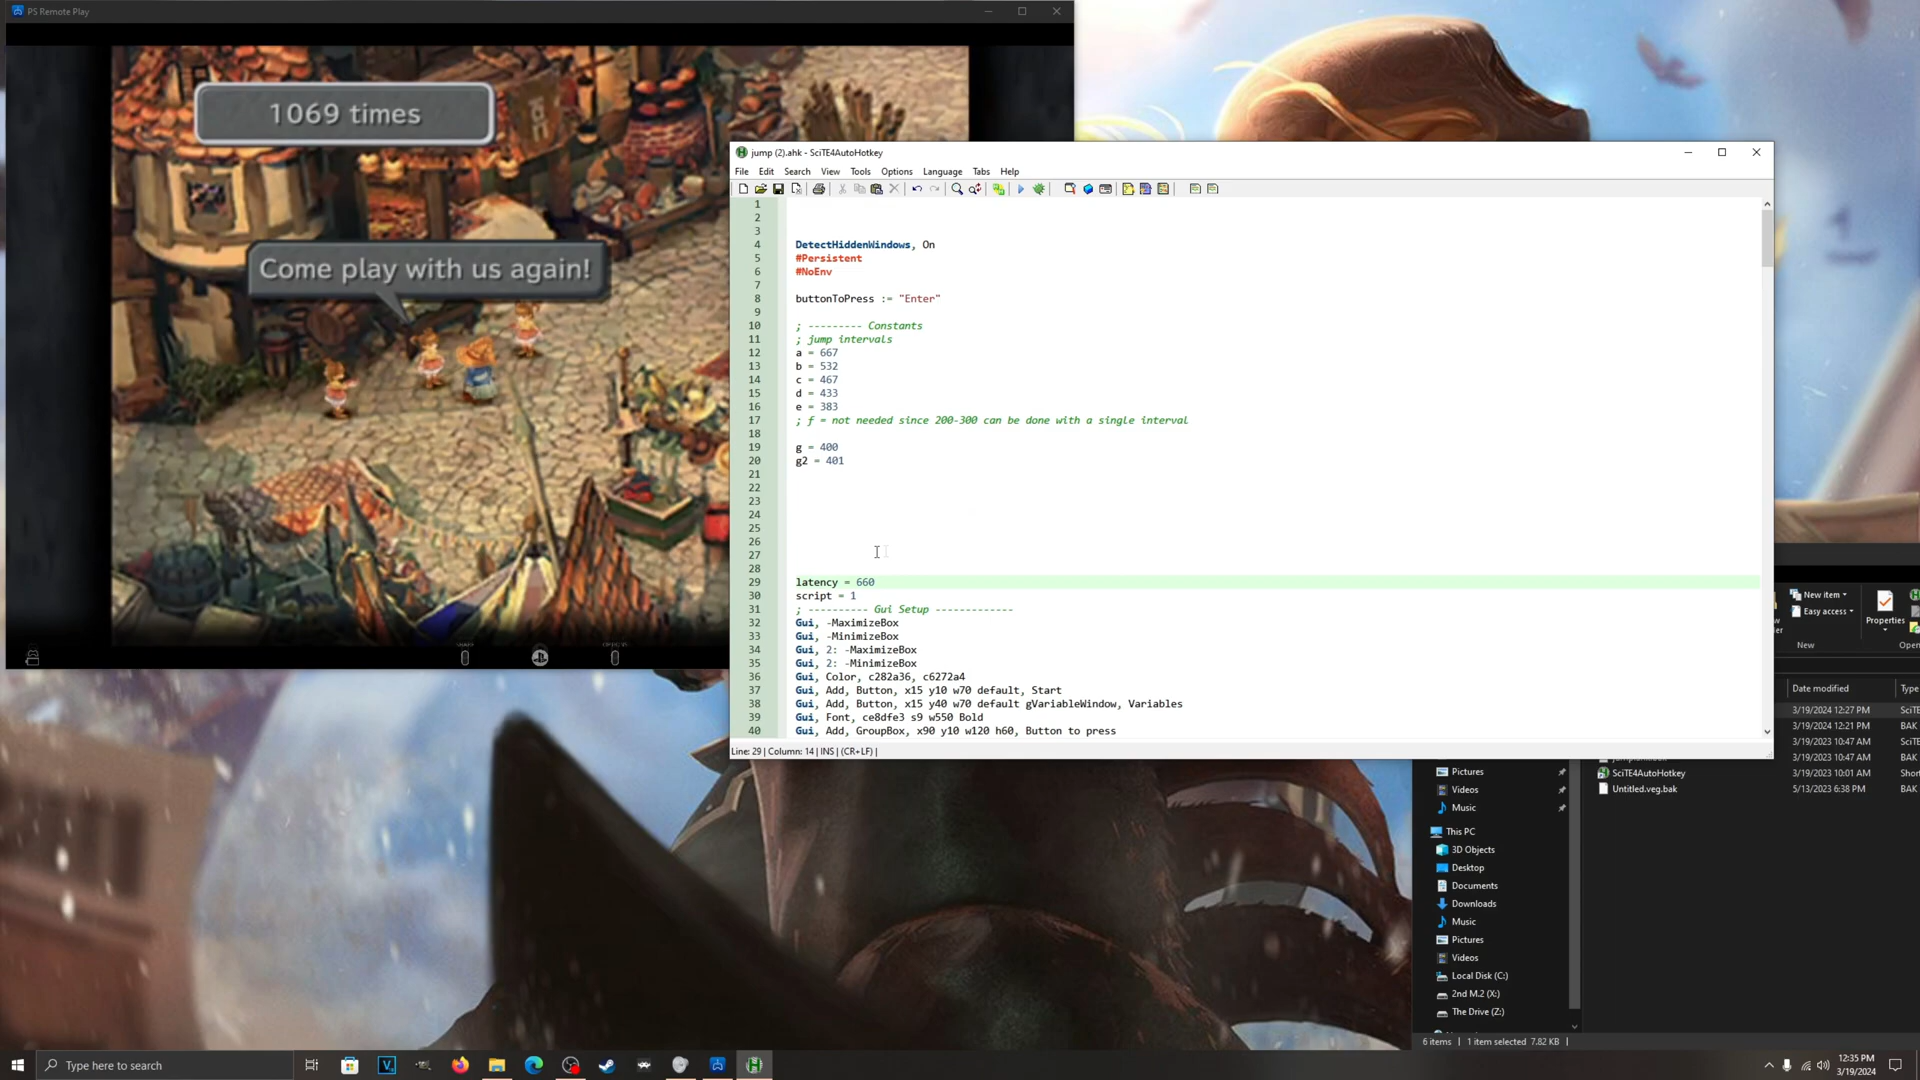 PS Remote Play
1069 times
Come play with us again!
jump (2).ahk - SciTE4AutoHotkey
File Edit Search View Tools Options Language Tabs Help
1
2
3
4 DetectHiddenWindows, On
5 #Persistent
6 #NoEnv
7
8 buttonToPress := "Enter"
9
10 ; --------- Constants
11 ; jump intervals
12 a = 667
13 b = 532
14 c = 467
15 d = 433
16 e = 383
17 ; f = not needed since 200-300 can be done with a single interval
18
19 g = 400
20 g2 = 401
21
22
23
24
25
26
27
28
29 latency = 660
30 script = 1
31 ; ---------- Gui Setup -------------
32 Gui, -MaximizeBox
33 Gui, -MinimizeBox
34 Gui, 2: -MaximizeBox
35 Gui, 2: -MinimizeBox
36 Gui, Color, c282a36, c6272a4
37 Gui, Add, Button, x15 y10 w70 default, Start
38 Gui, Add, Button, x15 y40 w70 default gVariableWindow, Variables
39 Gui, Font, ce8dfe3 s9 w550 Bold
40 Gui, Add, GroupBox, x90 y10 w120 h60, Button to press
Line: 29 | Column: 14 | INS | (CR+LF) |
New item
Easy access
Properties
New
Open
Date modified Type
3/19/2024 12:27 PM SciTE
3/19/2024 12:21 PM BAK
3/19/2023 10:47 AM SciTE
3/19/2023 10:47 AM BAK
SciTE4AutoHotkey 3/19/2023 10:01 AM Short
Untitled.veg.bak 5/13/2023 6:38 PM BAK
Pictures
Videos
Music
This PC
3D Objects
Desktop
Documents
Downloads
Music
Pictures
Videos
Local Disk (C:)
2nd M.2 (X:)
The Drive (Z:)
6 items | 1 item selected 7.82 KB |
Type here to search
12:35 PM
3/19/2024